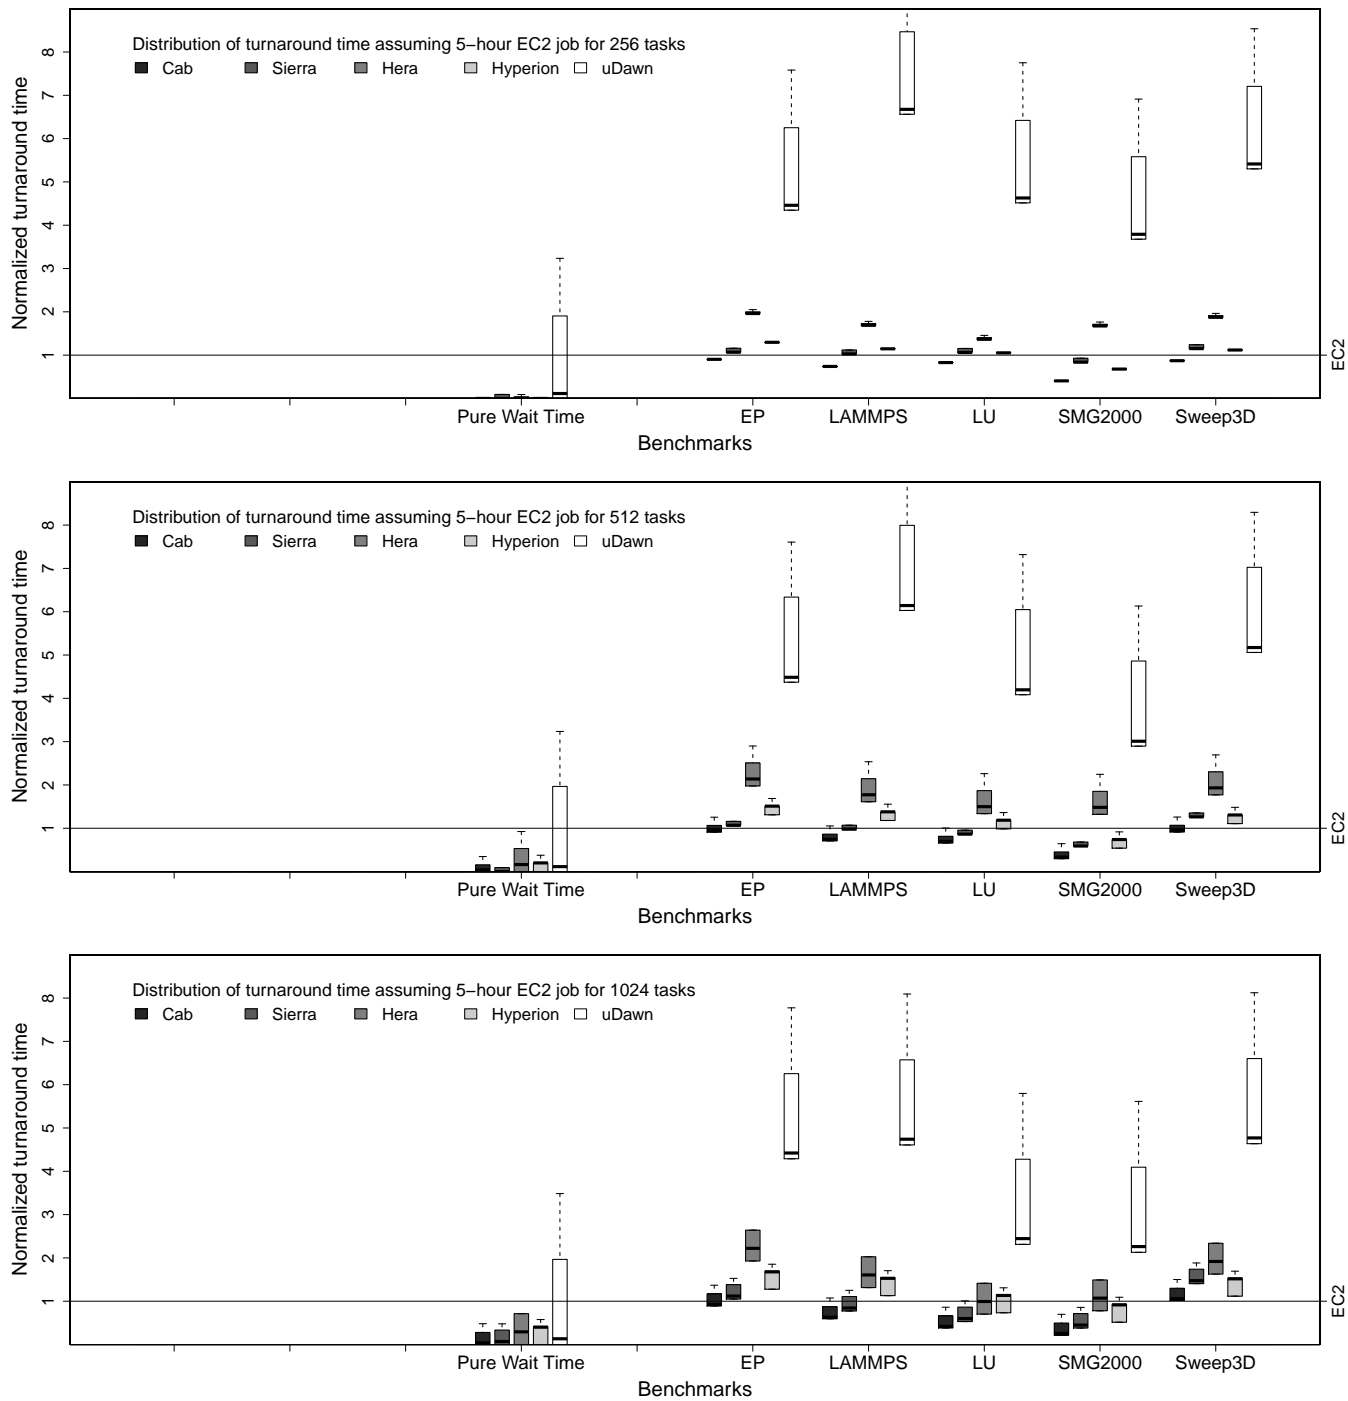 Distribution of turnaround time assuming 5−hour EC2 job for 256 tasks
Cab Sierra Hera Hyperion uDawn
Normalized turnaround time
8
7
6
5
4
3
2
1
EC2
Pure Wait Time EP LAMMPS LU SMG2000 Sweep3D
Benchmarks
Distribution of turnaround time assuming 5−hour EC2 job for 512 tasks
Cab Sierra Hera Hyperion uDawn
Normalized turnaround time
8
7
6
5
4
3
2
1
EC2
Pure Wait Time EP LAMMPS LU SMG2000 Sweep3D
Benchmarks
Distribution of turnaround time assuming 5−hour EC2 job for 1024 tasks
Cab Sierra Hera Hyperion uDawn
Normalized turnaround time
8
7
6
5
4
3
2
1
EC2
Pure Wait Time EP LAMMPS LU SMG2000 Sweep3D
Benchmarks